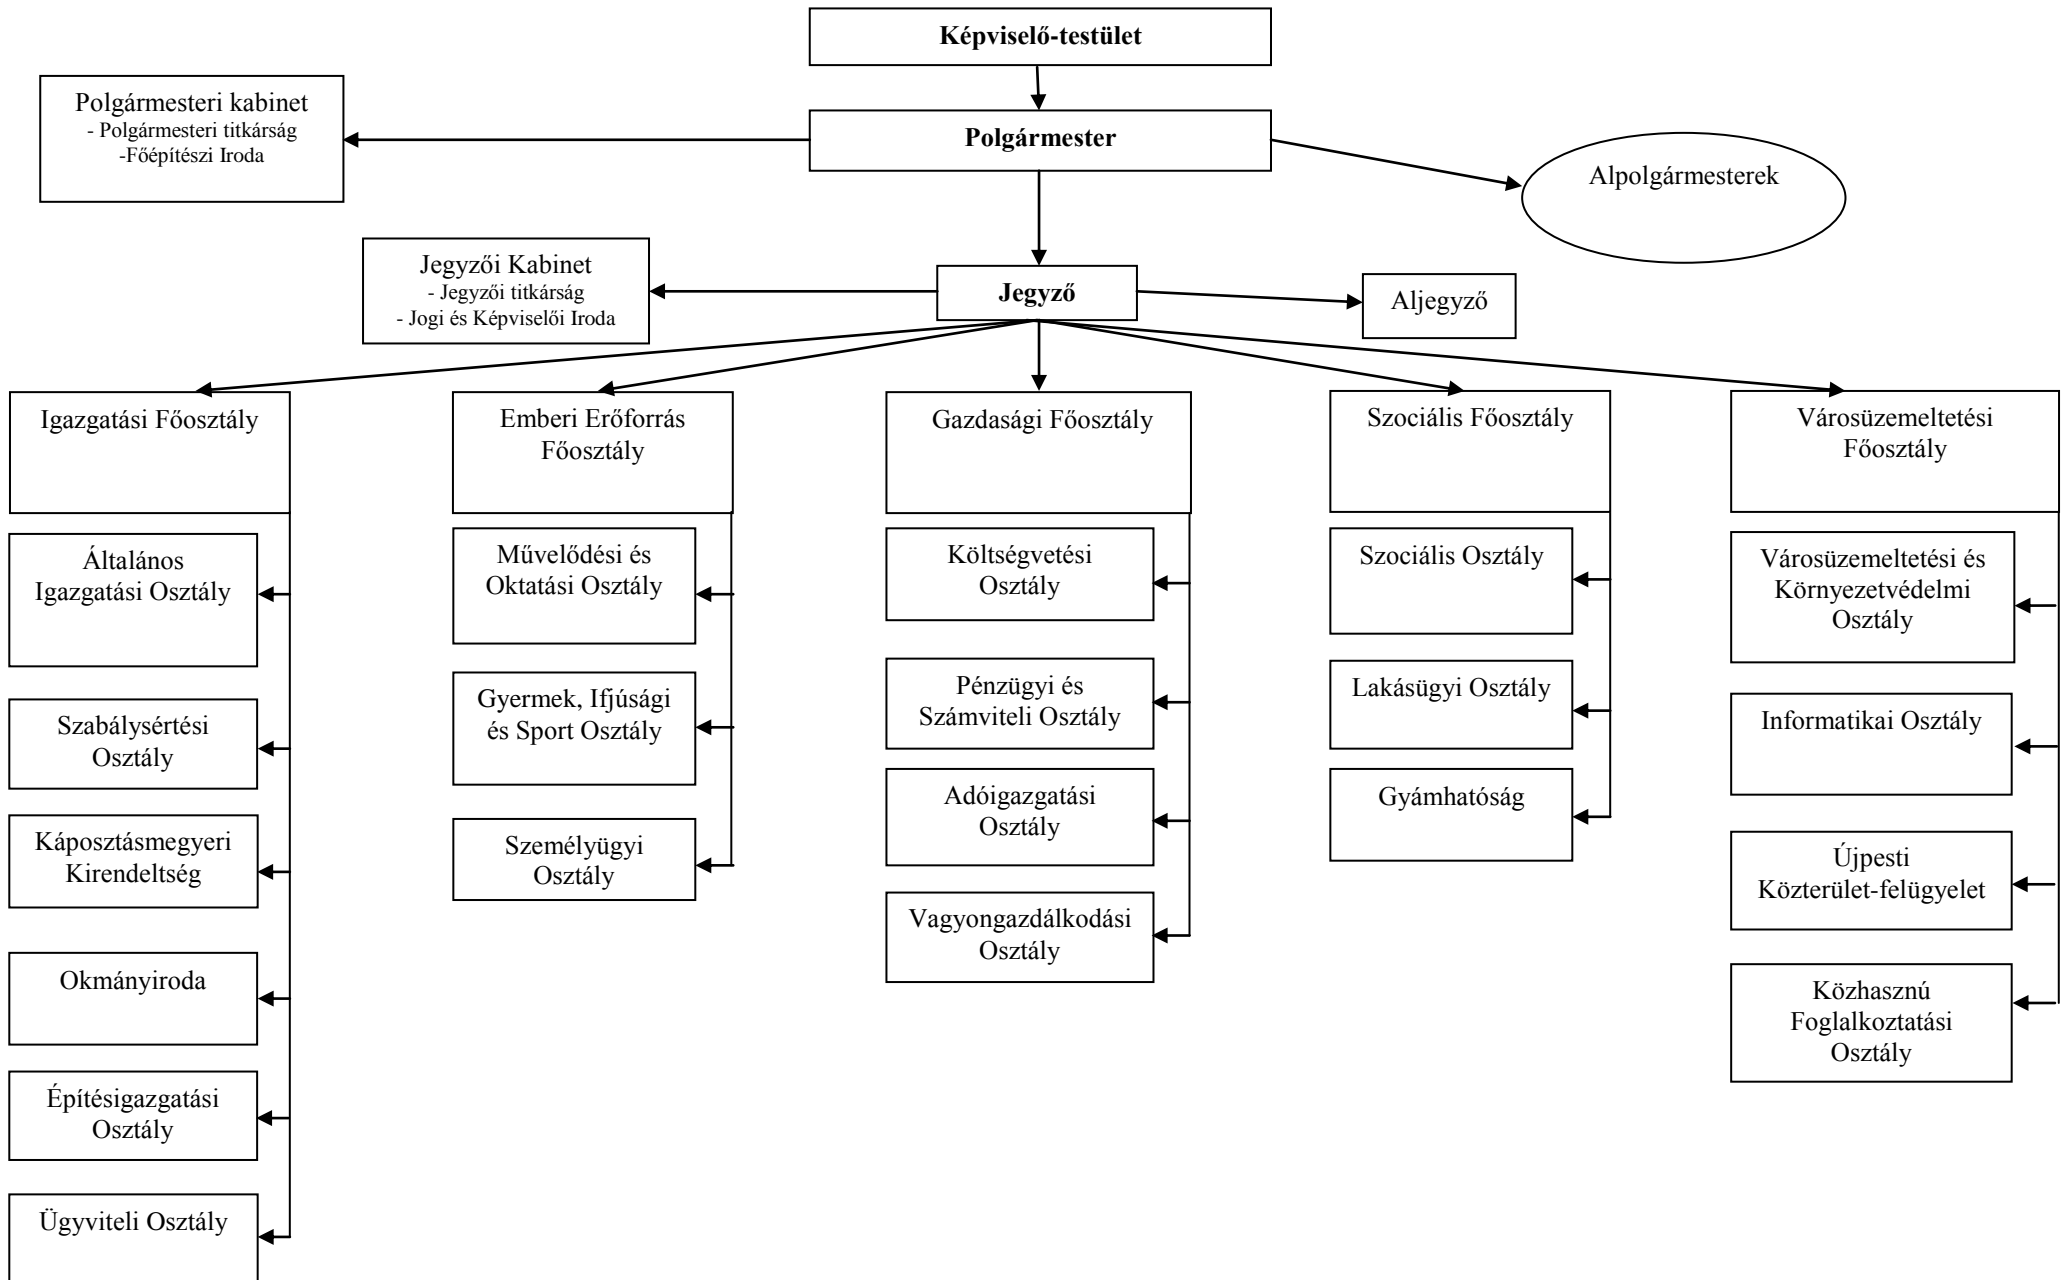 Képviselő-testület
Polgármesteri kabinet
- Polgármesteri titkárság
-Főépítészi Iroda
Polgármester
Alpolgármesterek
Jegyzői Kabinet
- Jegyzői titkárság
- Jogi és Képviselői Iroda
Jegyző
Aljegyző
Igazgatási Főosztály
Általános
Igazgatási Osztály
Szabálysértési
Osztály
Káposztásmegyeri
Kirendeltség
Okmányiroda
Építésigazgatási
Osztály
Ügyviteli Osztály
Emberi Erőforrás
Főosztály
Művelődési és
Oktatási Osztály
Gyermek, Ifjúsági
és Sport Osztály
Személyügyi
Osztály
Gazdasági Főosztály
Költségvetési
Osztály
Pénzügyi és
Számviteli Osztály
Adóigazgatási
Osztály
Vagyongazdálkodási
Osztály
Szociális Főosztály
Szociális Osztály
Lakásügyi Osztály
Gyámhatóság
Városüzemeltetési
Főosztály
Városüzemeltetési és
Környezetvédelmi
Osztály
Informatikai Osztály
Újpesti
Közterület-felügyelet
Közhasznú
Foglalkoztatási
Osztály